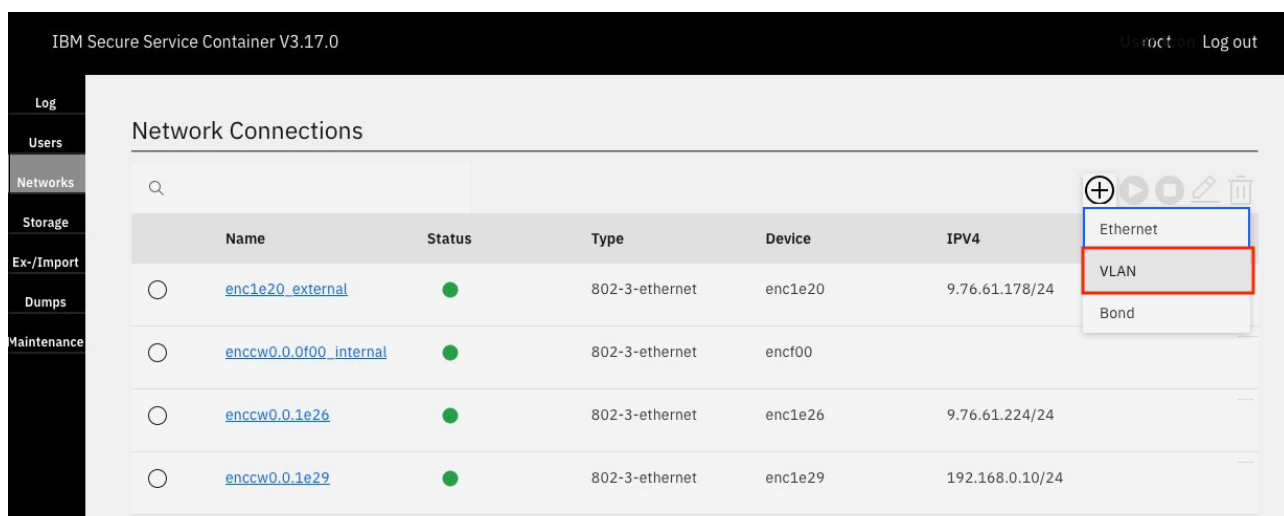 IBM Secure Service Container V3.17.0
root Log out
Log
Users
Networks
Storage
Ex-/Import
Dumps
Maintenance
Network Connections
Name Status Type Device IPV4
Ethernet
VLAN
Bond
enc1e20_external 802-3-ethernet enc1e20 9.76.61.178/24
enccw0.0.0f00_internal 802-3-ethernet encf00
enccw0.0.1e26 802-3-ethernet enc1e26 9.76.61.224/24
enccw0.0.1e29 802-3-ethernet enc1e29 192.168.0.10/24